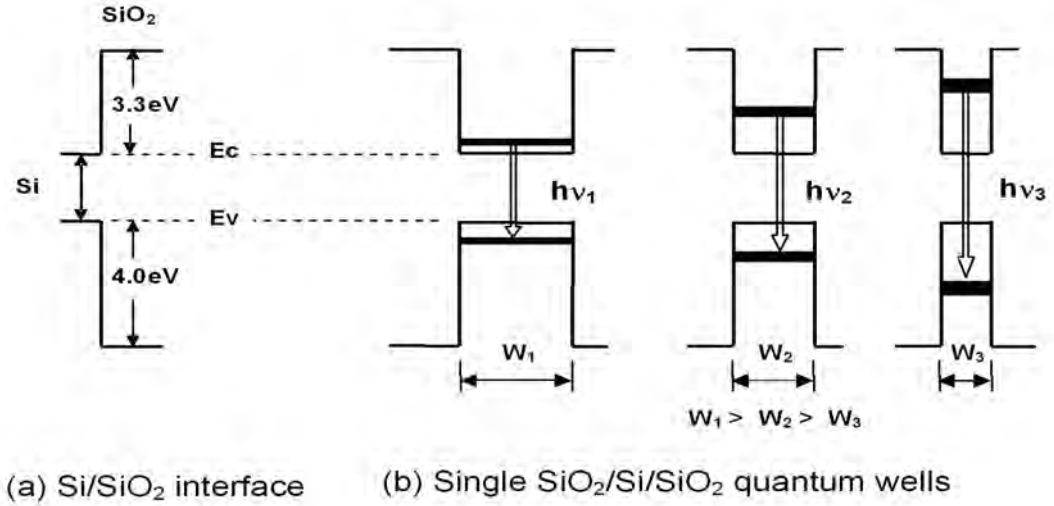 SiO₂
3.3eV
Ec
Si
Ev
4.0eV
hν₁
hν₂
hν₃
W₁
W₂
W₃
W₁ > W₂ > W₃
(a) Si/SiO₂ interface
(b) Single SiO₂/Si/SiO₂ quantum wells